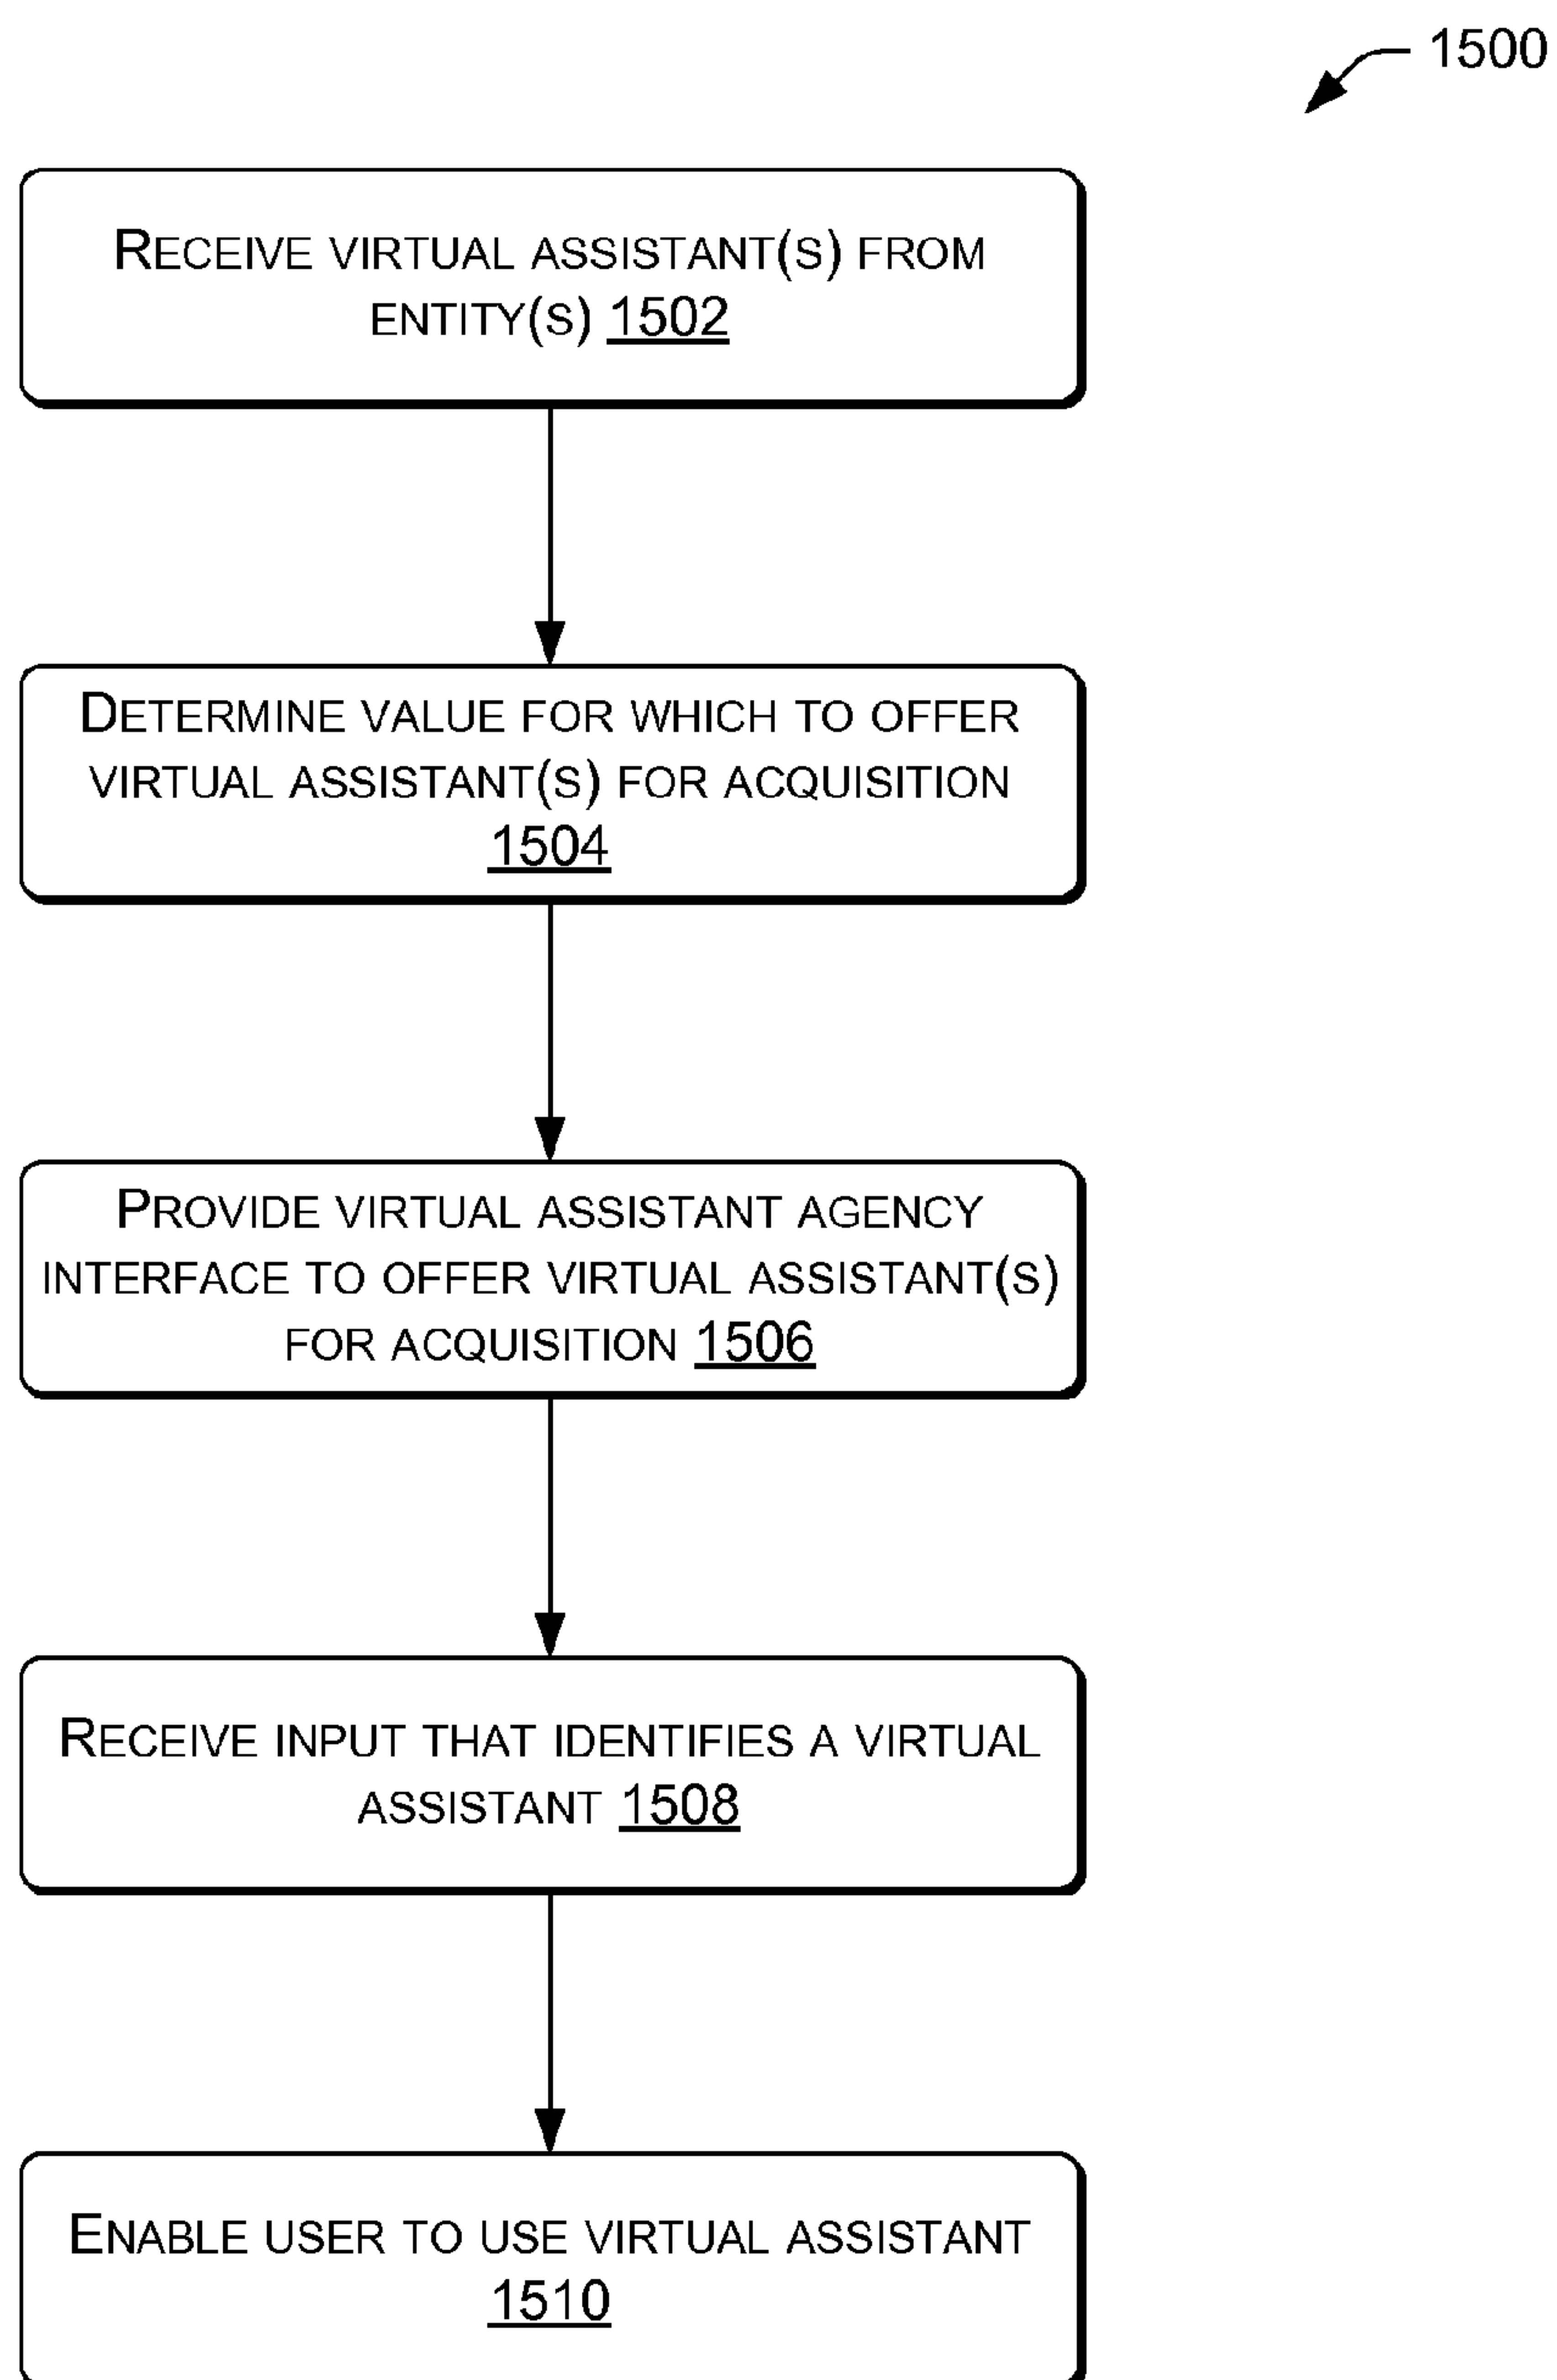 1500
RECEIVE VIRTUAL ASSISTANT(S) FROM
ENTITY(S) 1502
DETERMINE VALUE FOR WHICH TO OFFER
VIRTUAL ASSISTANT(S) FOR ACQUISITION
1504
PROVIDE VIRTUAL ASSISTANT AGENCY
INTERFACE TO OFFER VIRTUAL ASSISTANT(S)
FOR ACQUISITION 1506
RECEIVE INPUT THAT IDENTIFIES A VIRTUAL
ASSISTANT 1508
ENABLE USER TO USE VIRTUAL ASSISTANT
1510